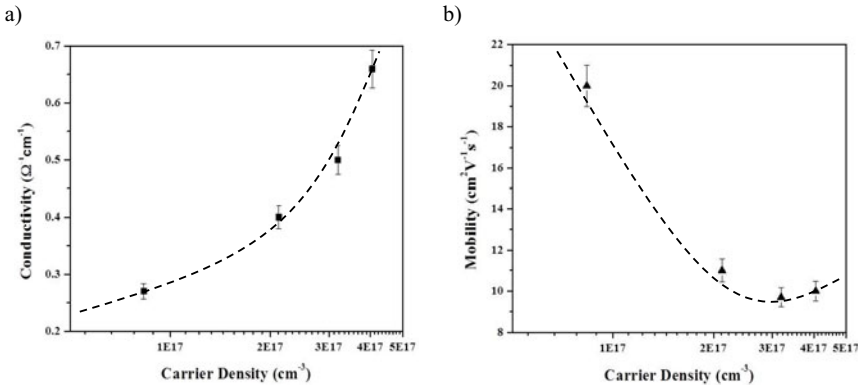 a)
0.7
0.6
0.5
0.4
0.3
0.2
Conductivity (Ω⁻¹cm⁻¹)
1E17
2E17
3E17
4E17
5E17
Carrier Density (cm⁻³)
b)
22
20
18
16
14
12
10
8
Mobility (cm²V⁻¹s⁻¹)
1E17
2E17
3E17
4E17
5E17
Carrier Density (cm⁻³)